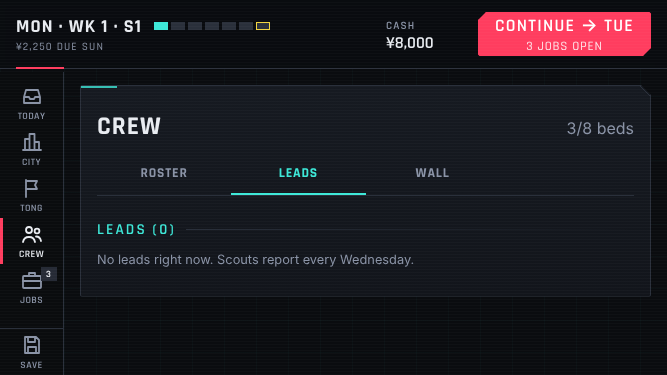 MON · WK 1 · S1
¥2,250 DUE SUN
CASH
¥8,000
CONTINUE → TUE
3 JOBS OPEN
TODAY
CITY
TONG
CREW
3
JOBS
SAVE
CREW
3/8 beds
ROSTER
LEADS
WALL
LEADS (0)
No leads right now. Scouts report every Wednesday.